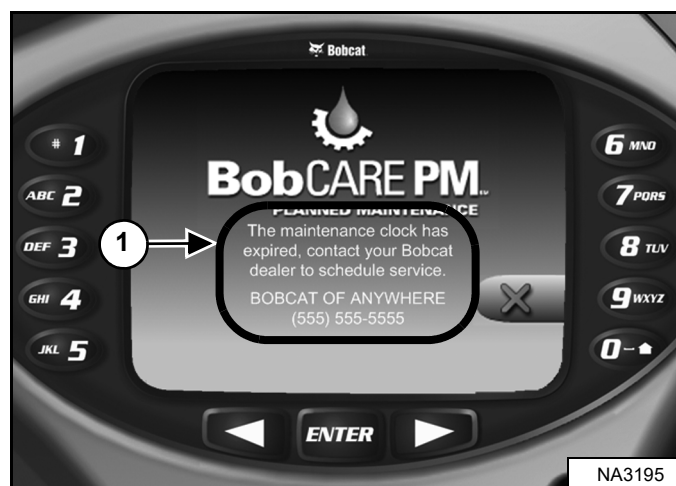 Bobcat
BobCARE PM
PLANNED MAINTENANCE
The maintenance clock has
expired, contact your Bobcat
dealer to schedule service.
BOBCAT OF ANYWHERE
(555) 555-5555
# 1
ABC 2
DEF 3
GHI 4
JKL 5
6 MNO
7 PQRS
8 TUV
9 WXYZ
0
ENTER
1
NA3195